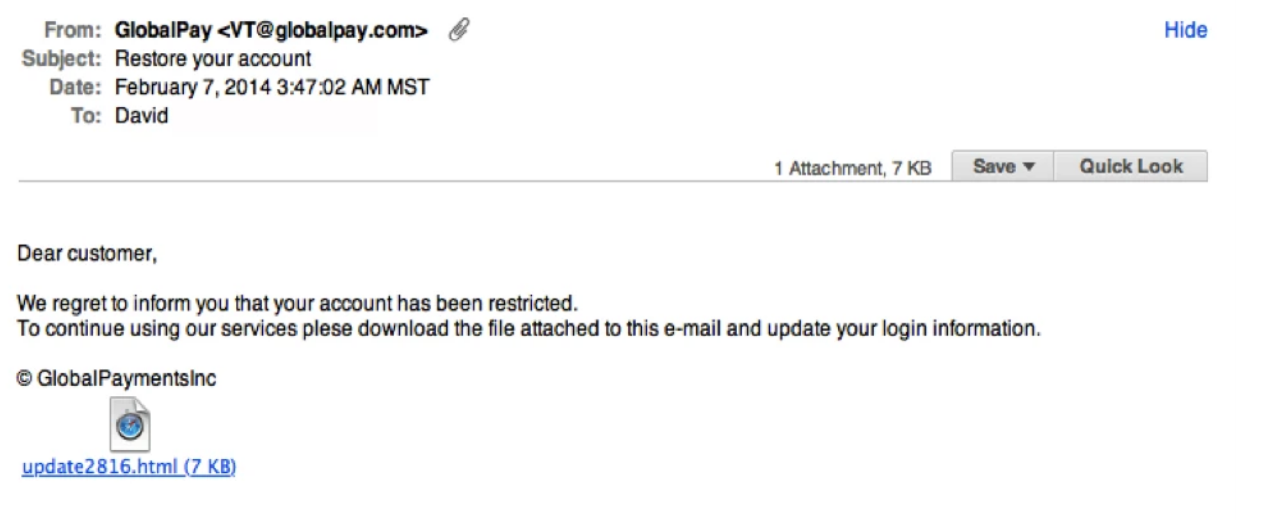 From: GlobalPay <VT@globalpay.com>
Hide
Subject: Restore your account
Date: February 7, 2014 3:47:02 AM MST
To: David
1 Attachment, 7 KB
Save ▼
Quick Look
Dear customer,
We regret to inform you that your account has been restricted.
To continue using our services plese download the file attached to this e-mail and update your login information.
© GlobalPaymentsInc
update2816.html (7 KB)